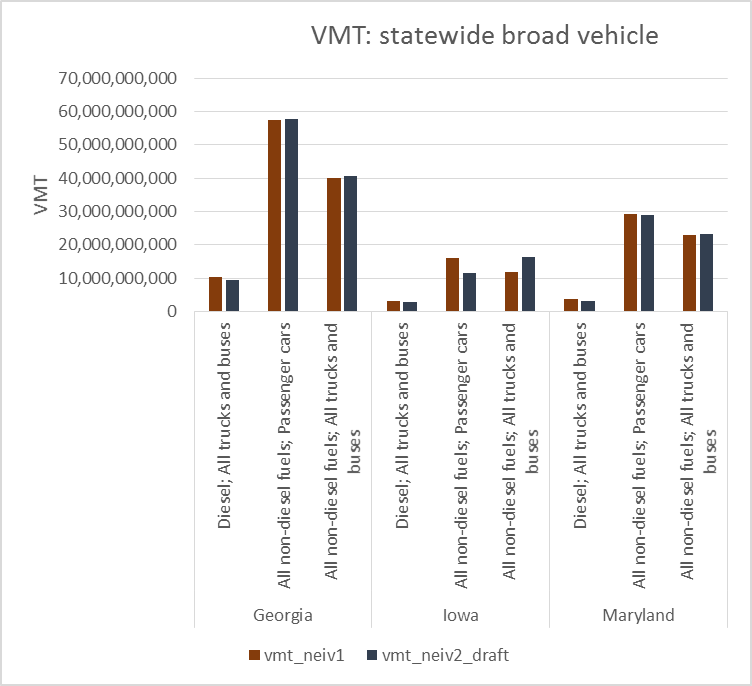 VMT: statewide broad vehicle
70,000,000,000
60,000,000,000
50,000,000,000
40,000,000,000
30,000,000,000
20,000,000,000
10,000,000,000
0
VMT
Diesel; All trucks and buses
All non-diesel fuels; Passenger cars
All non-diesel fuels; All trucks and
buses
Diesel; All trucks and buses
All non-diesel fuels; Passenger cars
All non-diesel fuels; All trucks and
buses
Diesel; All trucks and buses
All non-diesel fuels; Passenger cars
All non-diesel fuels; All trucks and
buses
Georgia
Iowa
Maryland
vmt_neiv1
vmt_neiv2_draft